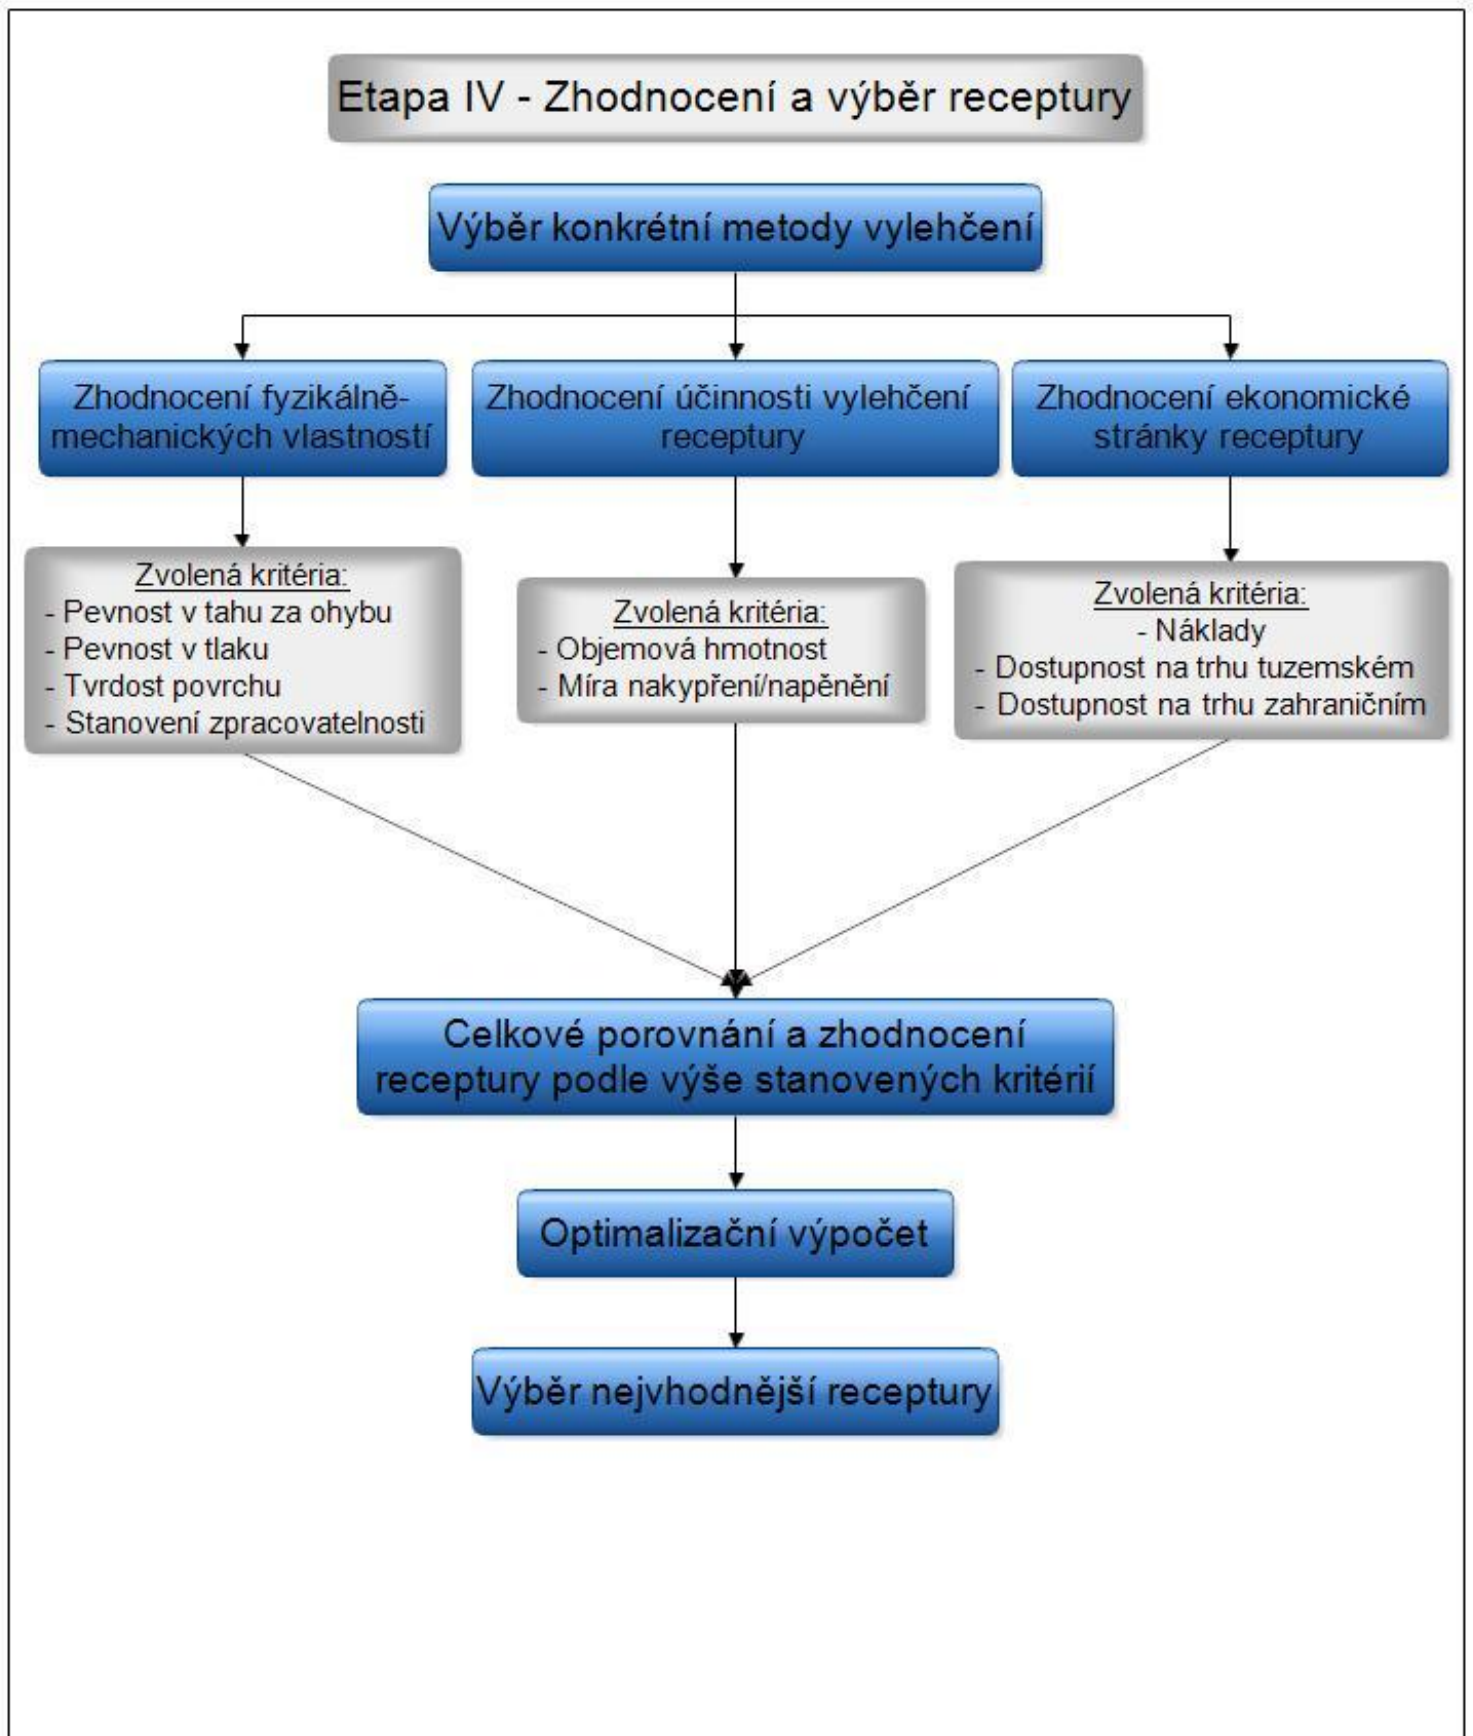 Etapa IV - Zhodnocení a výběr receptury
Výběr konkrétní metody vylehčení
Zhodnocení fyzikálně-
mechanických vlastností
Zhodnocení účinnosti vylehčení
receptury
Zhodnocení ekonomické
stránky receptury
Zvolená kritéria:
- Pevnost v tahu za ohybu
- Pevnost v tlaku
- Tvrdost povrchu
- Stanovení zpracovatelnosti
Zvolená kritéria:
- Objemová hmotnost
- Míra nakypření/napěnění
Zvolená kritéria:
- Náklady
- Dostupnost na trhu tuzemském
- Dostupnost na trhu zahraničním
Celkové porovnání a zhodnocení
receptury podle výše stanovených kritérií
Optimalizační výpočet
Výběr nejvhodnější receptury